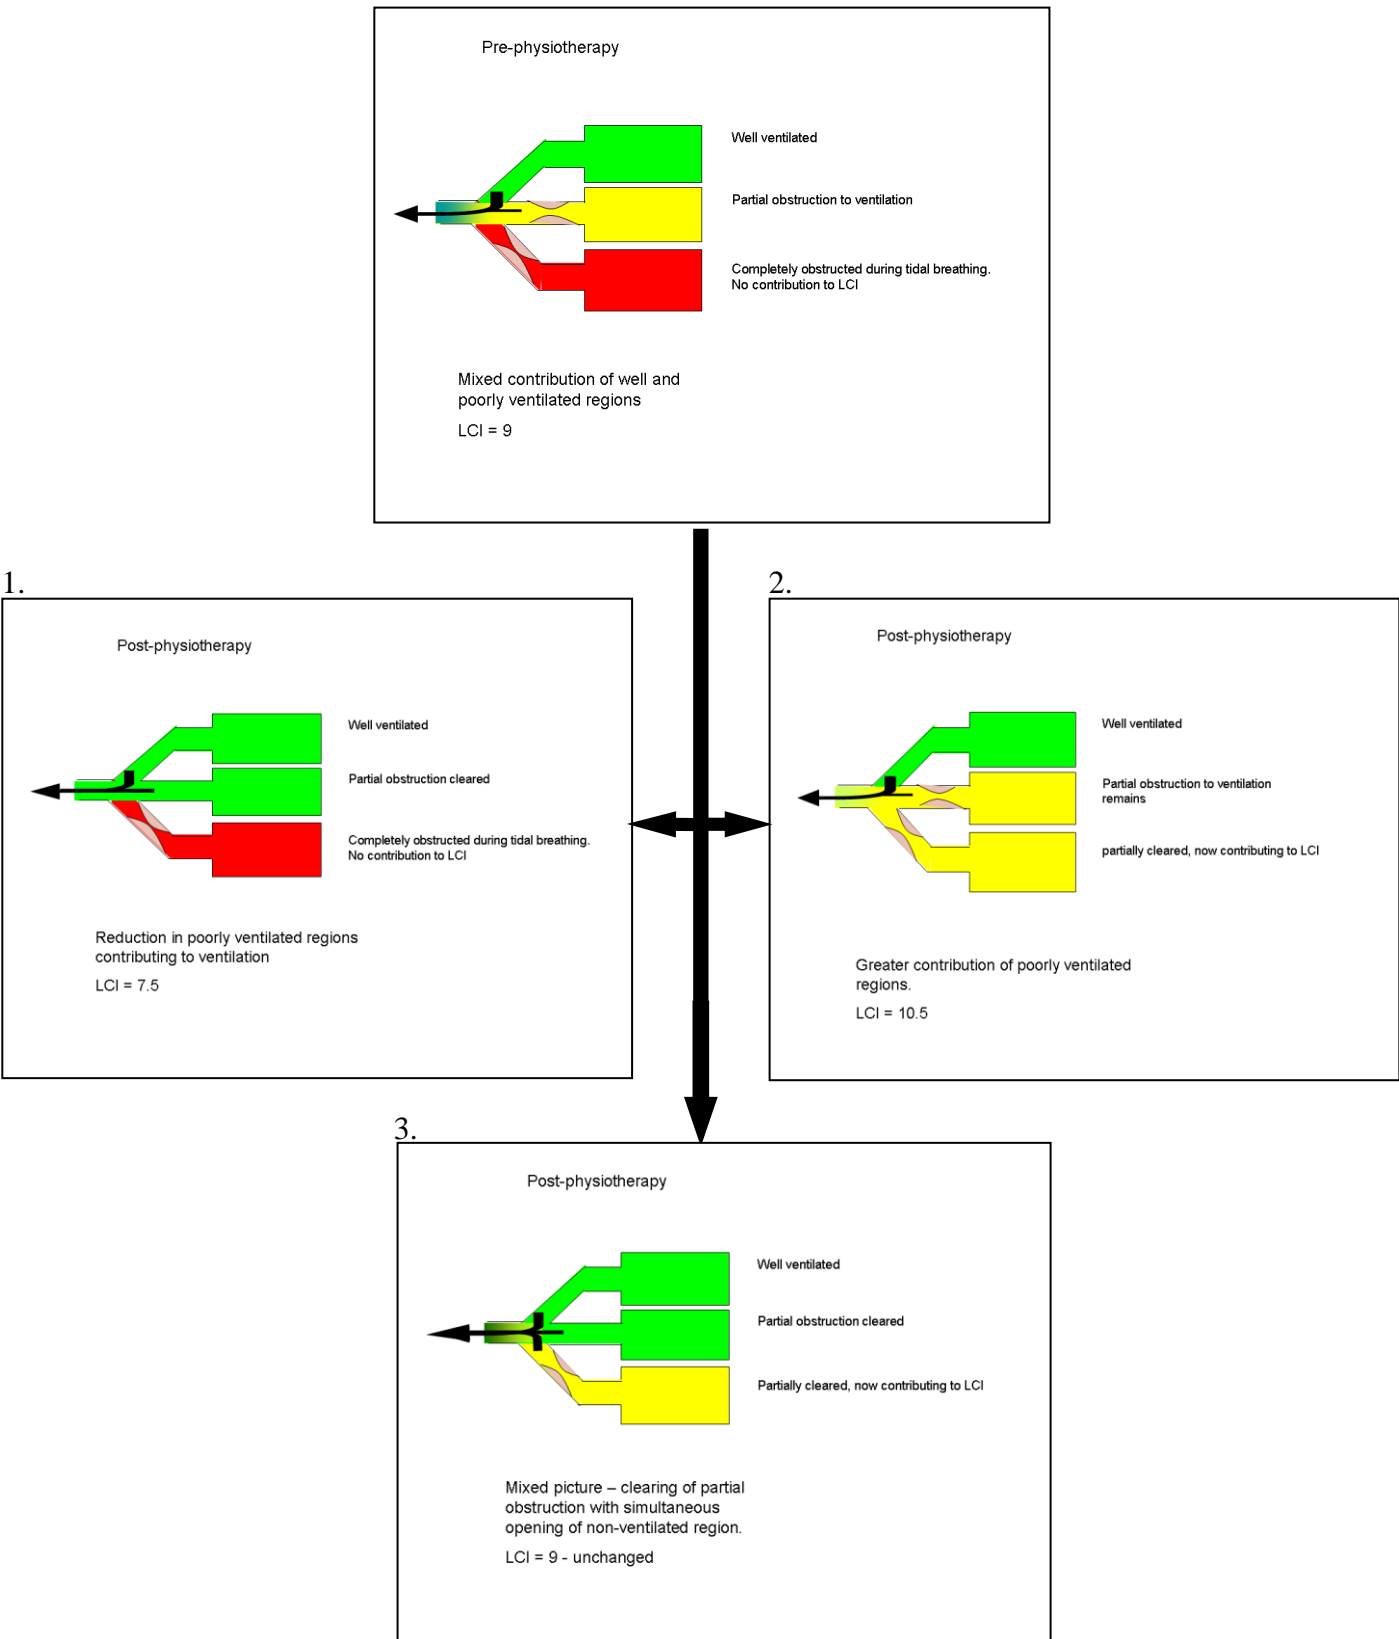 Pre-physiotherapy
Well ventilated
Partial obstruction to ventilation
Completely obstructed during tidal breathing.
No contribution to LCI
Mixed contribution of well and
poorly ventilated regions
LCI = 9
1.
Post-physiotherapy
Well ventilated
Partial obstruction cleared
Completely obstructed during tidal breathing.
No contribution to LCI
Reduction in poorly ventilated regions
contributing to ventilation
LCI = 7.5
2.
Post-physiotherapy
Well ventilated
Partial obstruction to ventilation
remains
partially cleared, now contributing to LCI
Greater contribution of poorly ventilated
regions.
LCI = 10.5
3.
Post-physiotherapy
Well ventilated
Partial obstruction cleared
Partially cleared, now contributing to LCI
Mixed picture – clearing of partial
obstruction with simultaneous
opening of non-ventilated region.
LCI = 9 - unchanged